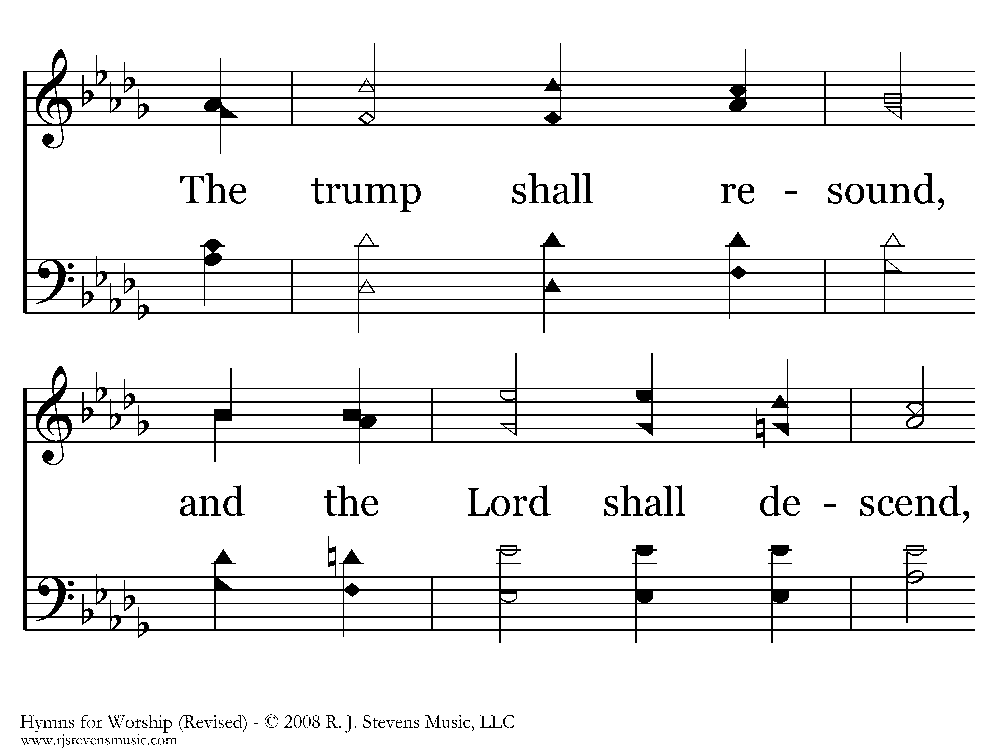 The trump shall re - sound,
and the Lord shall de - scend,
Hymns for Worship (Revised) - © 2008 R. J. Stevens Music, LLC
www.rjstevensmusic.com